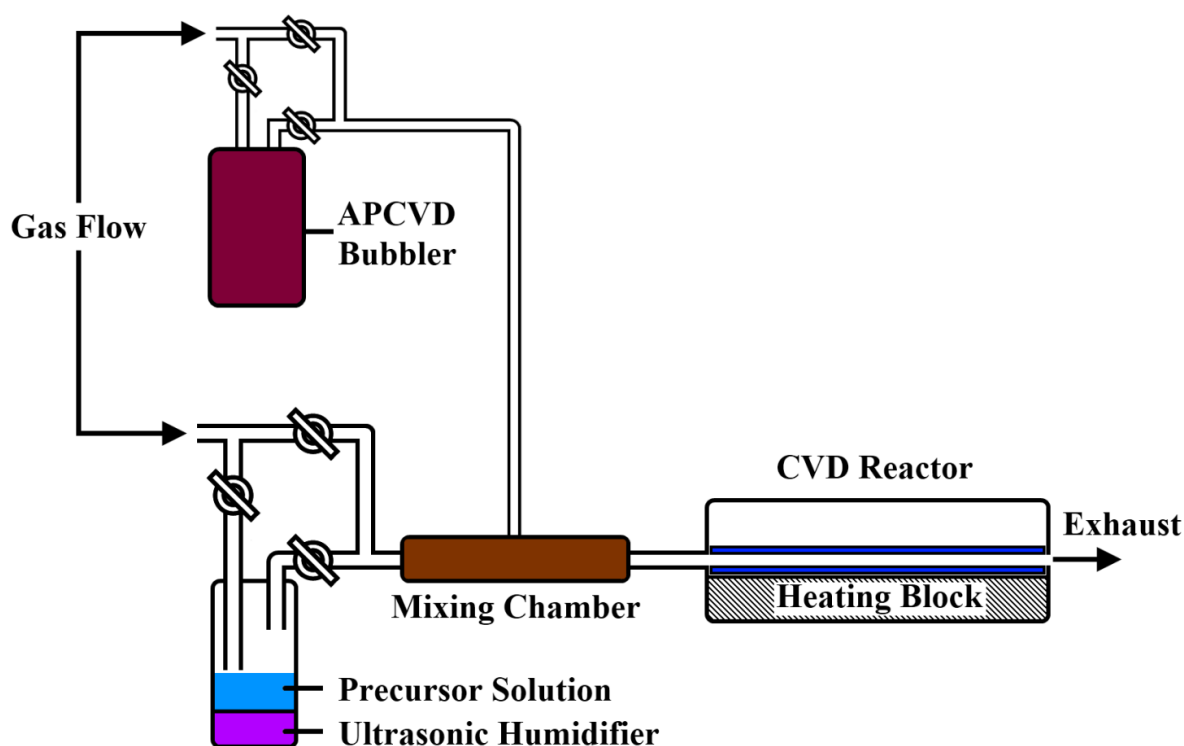 Gas Flow
APCVD
Bubbler
CVD Reactor
Exhaust
Heating Block
Mixing Chamber
Precursor Solution
Ultrasonic Humidifier